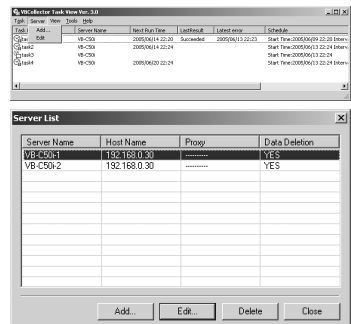 VBCollector Task View Ver. 3.0
Task Server View Tools Help
Task Server Name Next Run Time LastResult Latest error Schedule
Add...
Edit
VB-C50i 2005/06/14 22:20 Succeeded 2005/06/13 22:23 Start Time:2005/06/09 22:20 Interv
task2 VB-C50i 2005/06/14 22:24 Start Time:2005/06/13 22:24 Interv
task3 VB-C50i Start Time:2005/06/13 22:24
task4 VB-C50i 2005/06/20 22:24 Start Time:2005/06/13 22:24 Interv
Server List
Server Name Host Name Proxy Data Deletion
VB-C50i-1 192.168.0.30 ---------- YES
VB-C50i-2 192.168.0.30 ---------- YES
Add... Edit... Delete Close